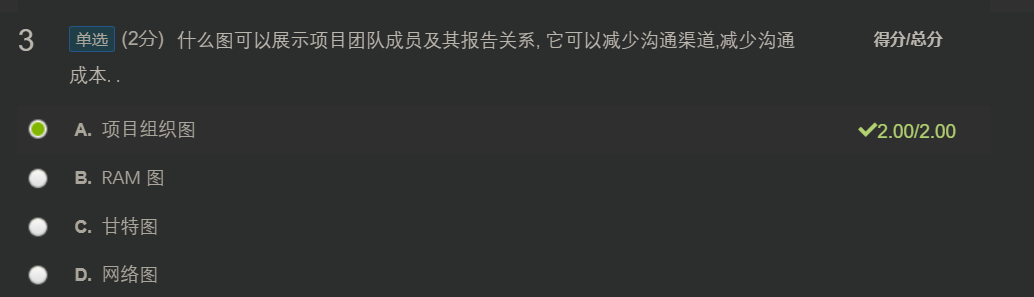 3 单选 (2分) 什么图可以展示项目团队成员及其报告关系, 它可以减少沟通渠道,减少沟通 得分/总分
成本. .
A. 项目组织图 2.00/2.00
B. RAM 图
C. 甘特图
D. 网络图